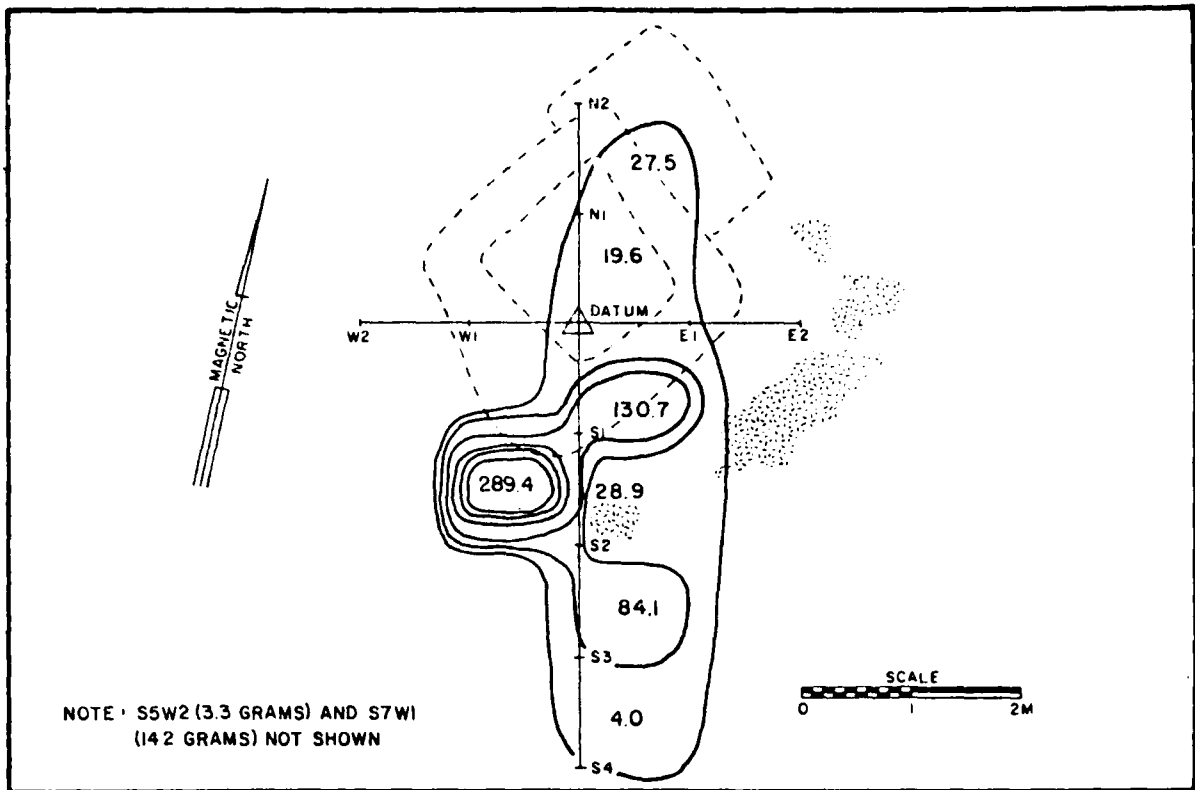 N2
27.5
N1
19.6
DATUM
W2
W1
E1
E2
MAGNETIC
NORTH
130.7
S1
289.4
28.9
S2
84.1
S3
SCALE
0 1 2M
4.0
S4
NOTE: S5W2 (3.3 GRAMS) AND S7W1
(142 GRAMS) NOT SHOWN